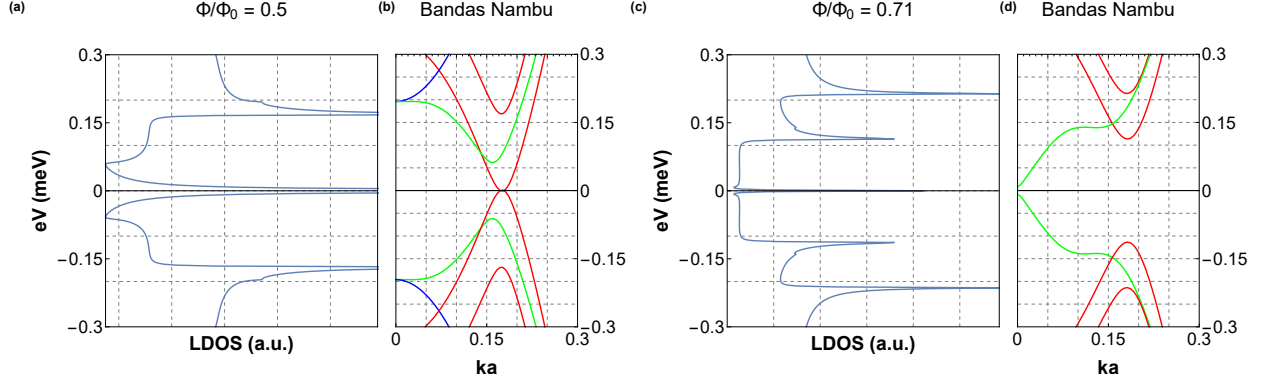 (a)
Φ/Φ0 = 0.5
(b)
Bandas Nambu
(c)
Φ/Φ0 = 0.71
(d)
Bandas Nambu
0.3
0.15
0
−0.15
−0.3
eV (meV)
LDOS (a.u.)
0.3
0.15
0
−0.15
−0.3
0
0.15
0.3
ka
0.3
0.15
0
−0.15
−0.3
eV (meV)
LDOS (a.u.)
0.3
0.15
0
−0.15
−0.3
0
0.15
0.3
ka